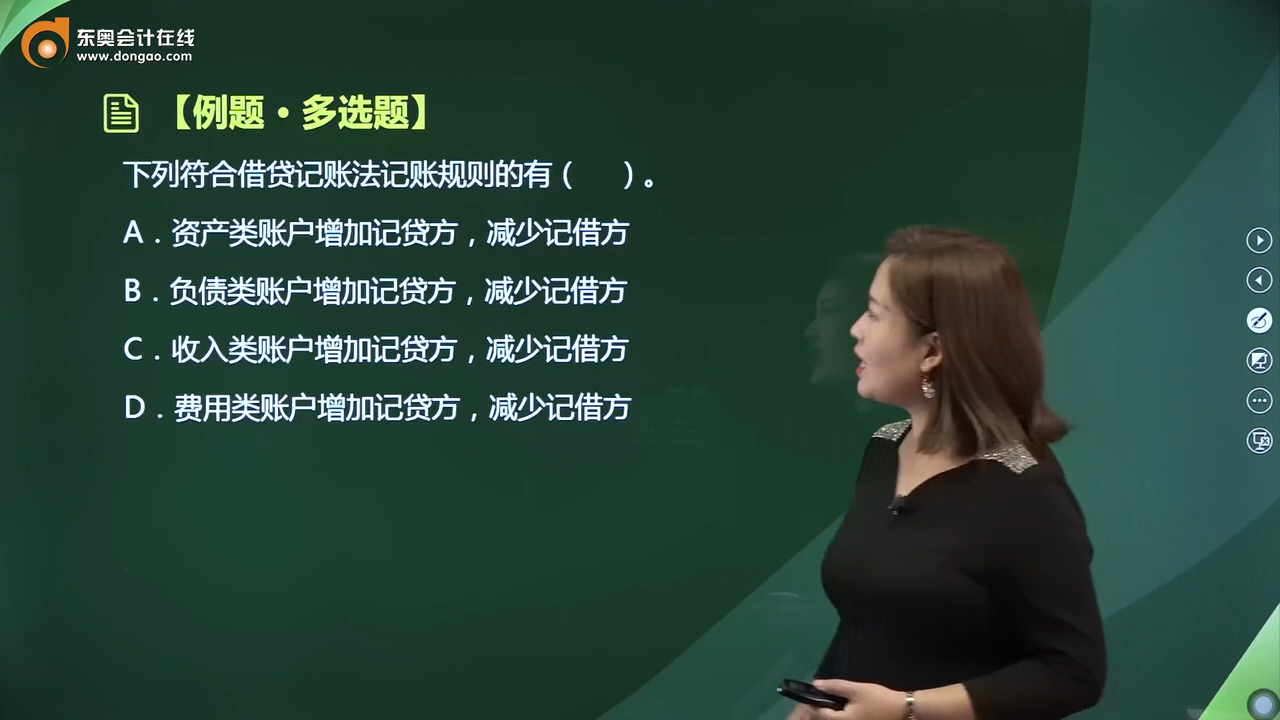 东奥会计在线
www.dongao.com
【例题·多选题】
下列符合借贷记账法记账规则的有（ ）。
A．资产类账户增加记贷方，减少记借方
B．负债类账户增加记贷方，减少记借方
C．收入类账户增加记贷方，减少记借方
D．费用类账户增加记贷方，减少记借方